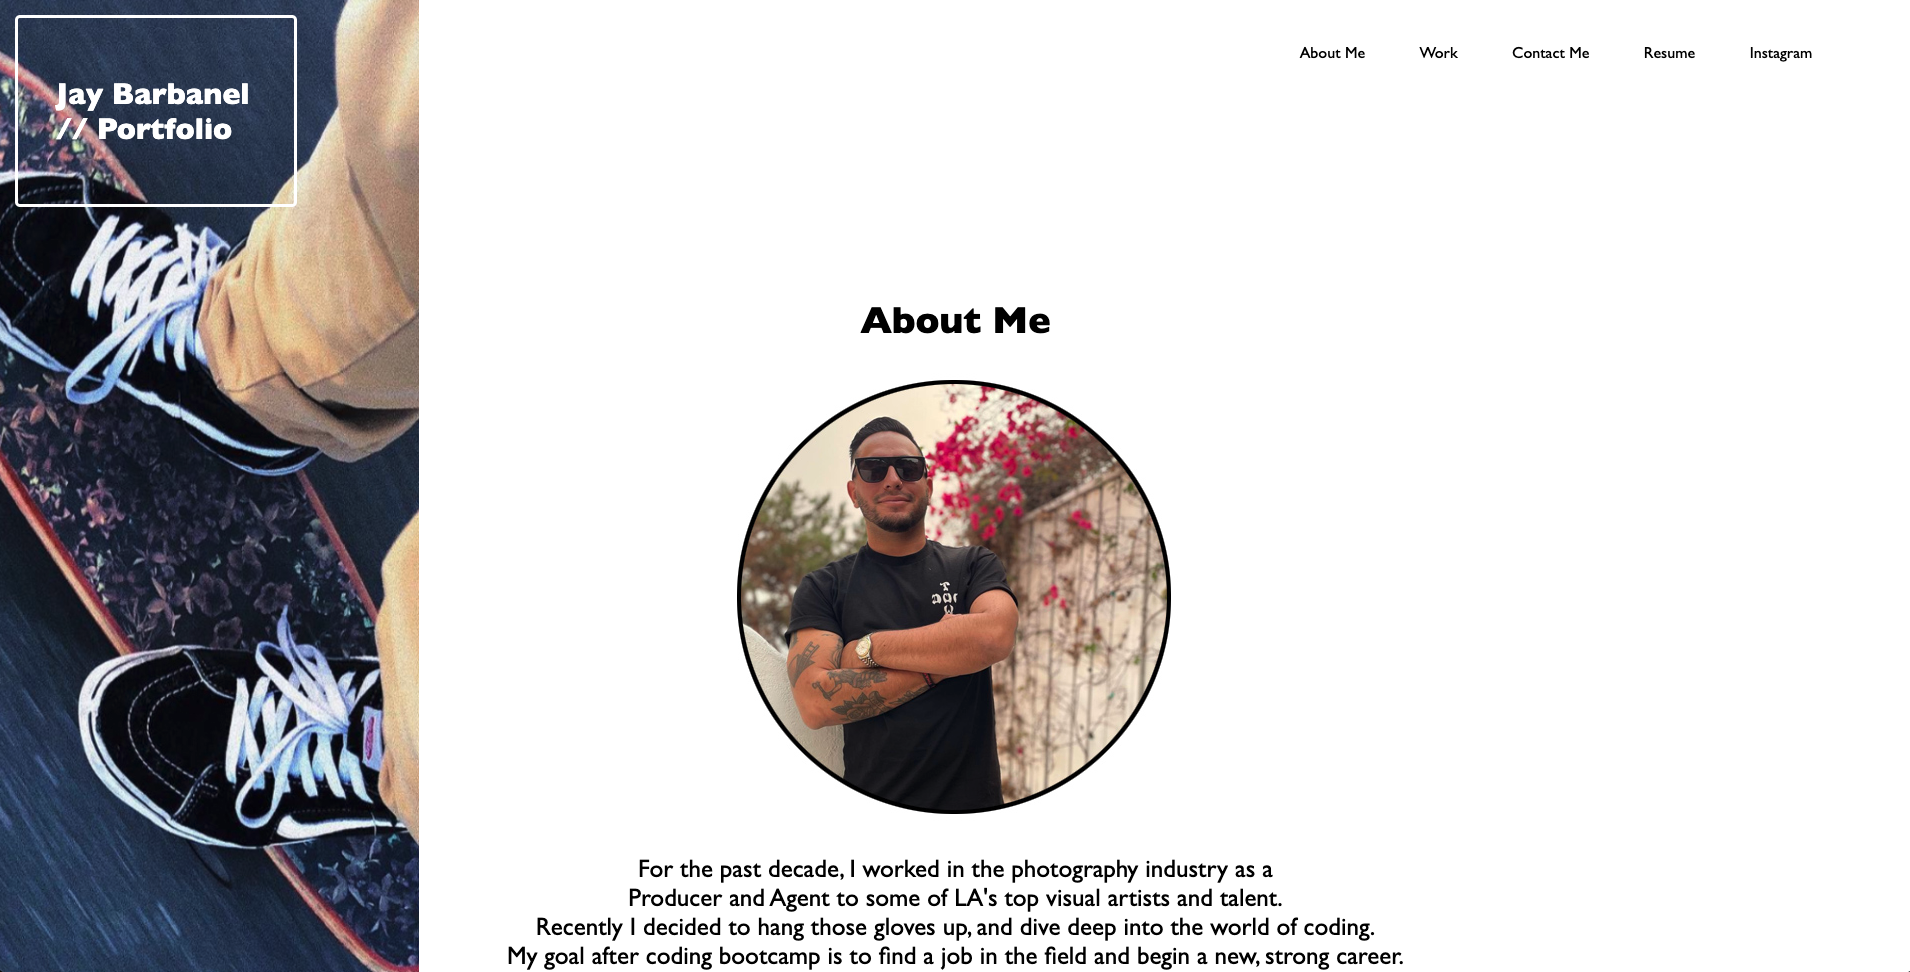 Jay Barbanel
// Portfolio
About Me
Work
Contact Me
Resume
Instagram
About Me
For the past decade, I worked in the photography industry as a
Producer and Agent to some of LA's top visual artists and talent.
Recently I decided to hang those gloves up, and dive deep into the world of coding.
My goal after coding bootcamp is to find a job in the field and begin a new, strong career.